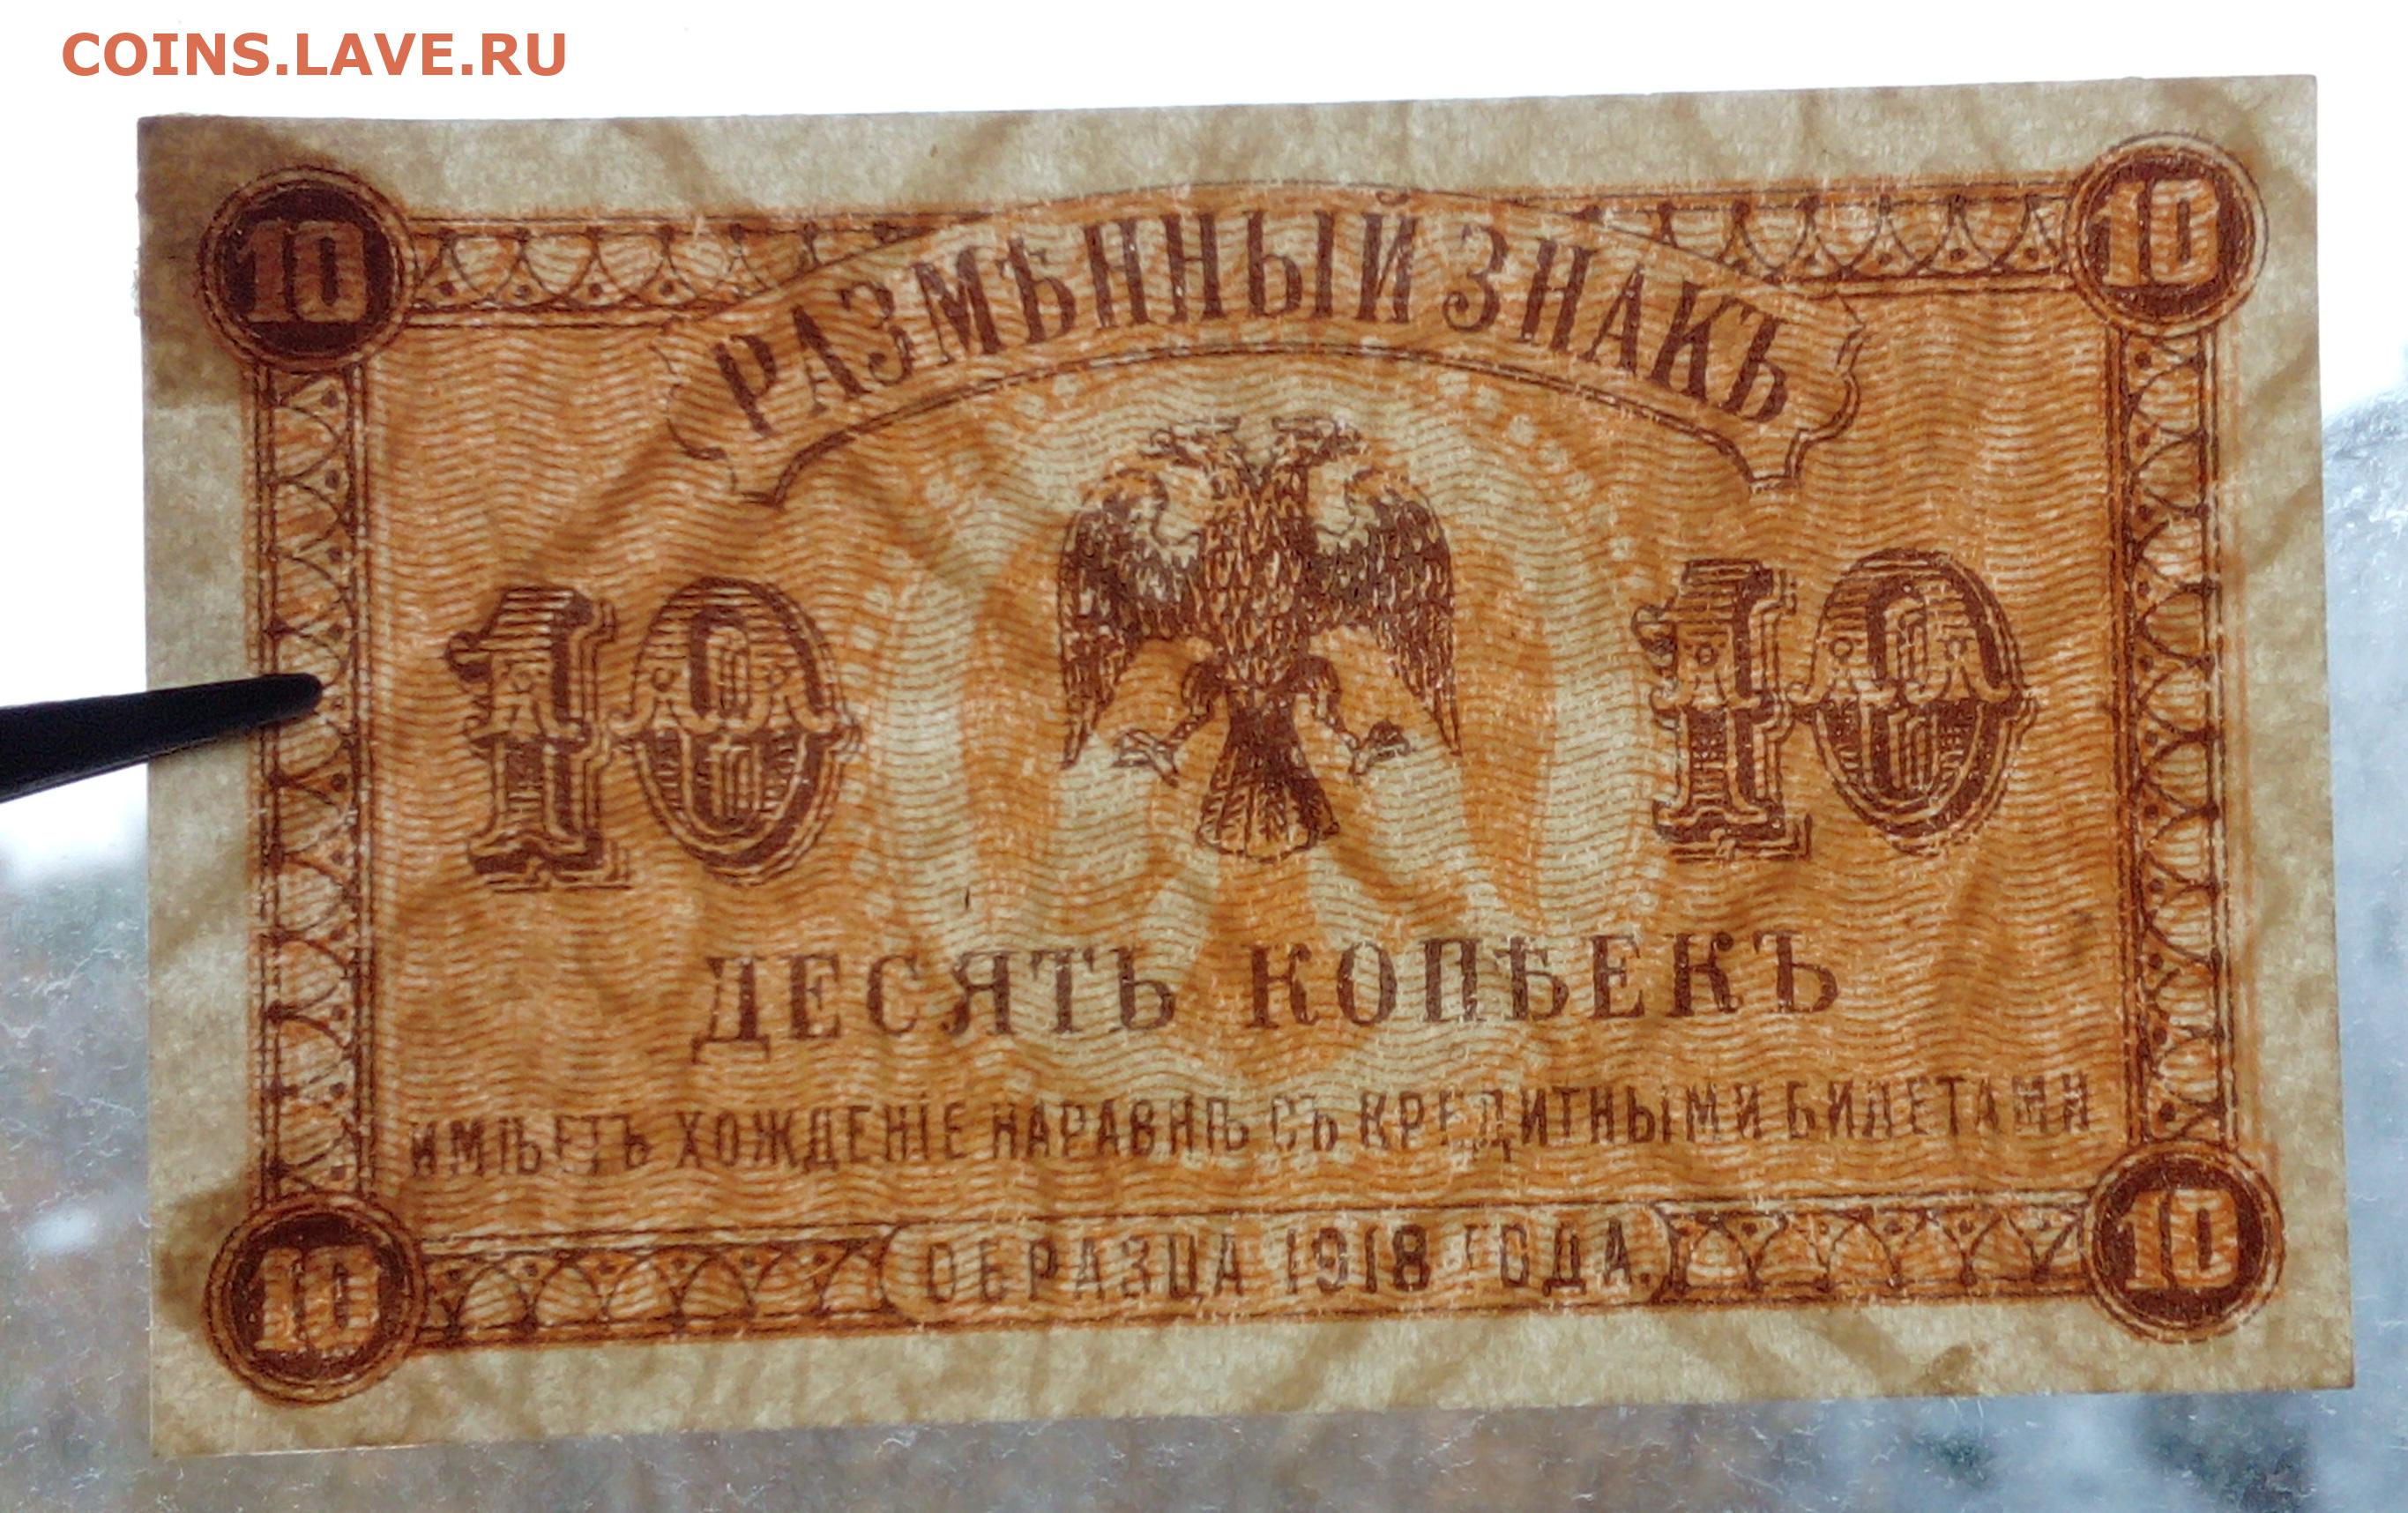 COINS.LAVE.RU
10 10
РАЗМѢННЫЙ ЗНАКЪ
10 10
ДЕСЯТЬ КОПѢЕКЪ
ИМѢЕТЪ ХОЖДЕНІЕ НАРАВНѢ СЪ КРЕДИТНЫМИ БИЛЕТАМИ
10 ОБРАЗЦА 1918 ГОДА. 10